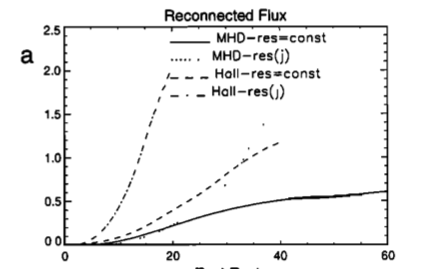 Reconnected Flux
a
2.5
2.0
1.5
1.0
0.5
0.0
MHD-res=const
MHD-res(j)
Hall-res=const
Hall-res(j)
0 20 40 60